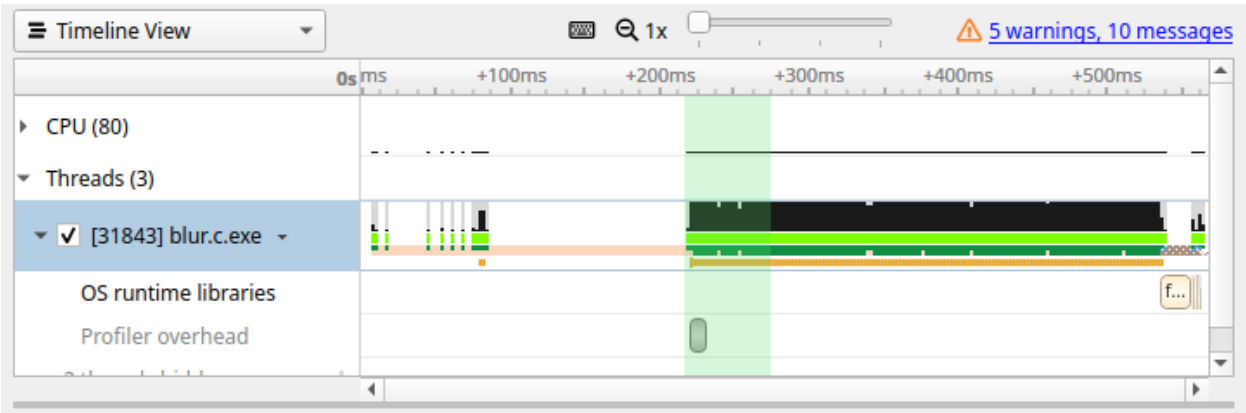 Timeline View
1x
5 warnings, 10 messages
0s ms +100ms +200ms +300ms +400ms +500ms
CPU (80)
Threads (3)
[31843] blur.c.exe
OS runtime libraries
f...
Profiler overhead